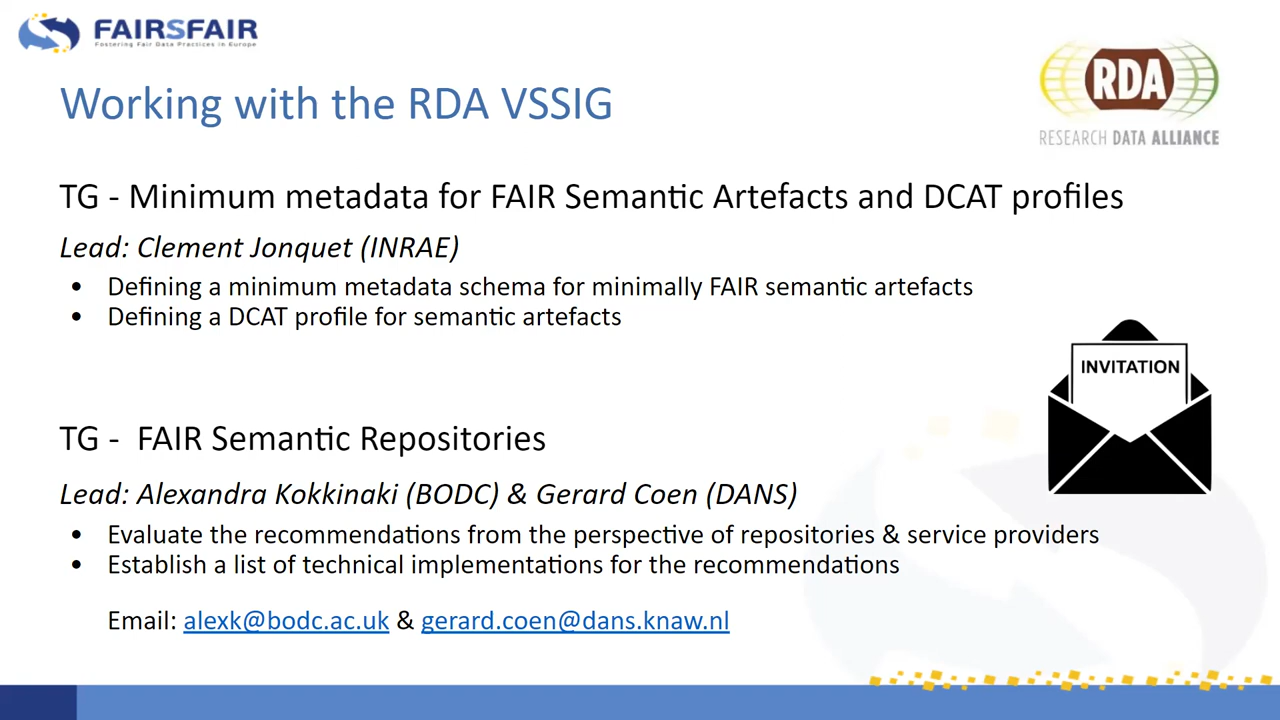 FAIRSFAIR
Fostering Fair Data Practices in Europe
Working with the RDA VSSIG
RDA
RESEARCH DATA ALLIANCE
TG - Minimum metadata for FAIR Semantic Artefacts and DCAT profiles
Lead: Clement Jonquet (INRAE)
• Defining a minimum metadata schema for minimally FAIR semantic artefacts
• Defining a DCAT profile for semantic artefacts
INVITATION
TG - FAIR Semantic Repositories
Lead: Alexandra Kokkinaki (BODC) & Gerard Coen (DANS)
• Evaluate the recommendations from the perspective of repositories & service providers
• Establish a list of technical implementations for the recommendations
Email: alexk@bodc.ac.uk & gerard.coen@dans.knaw.nl